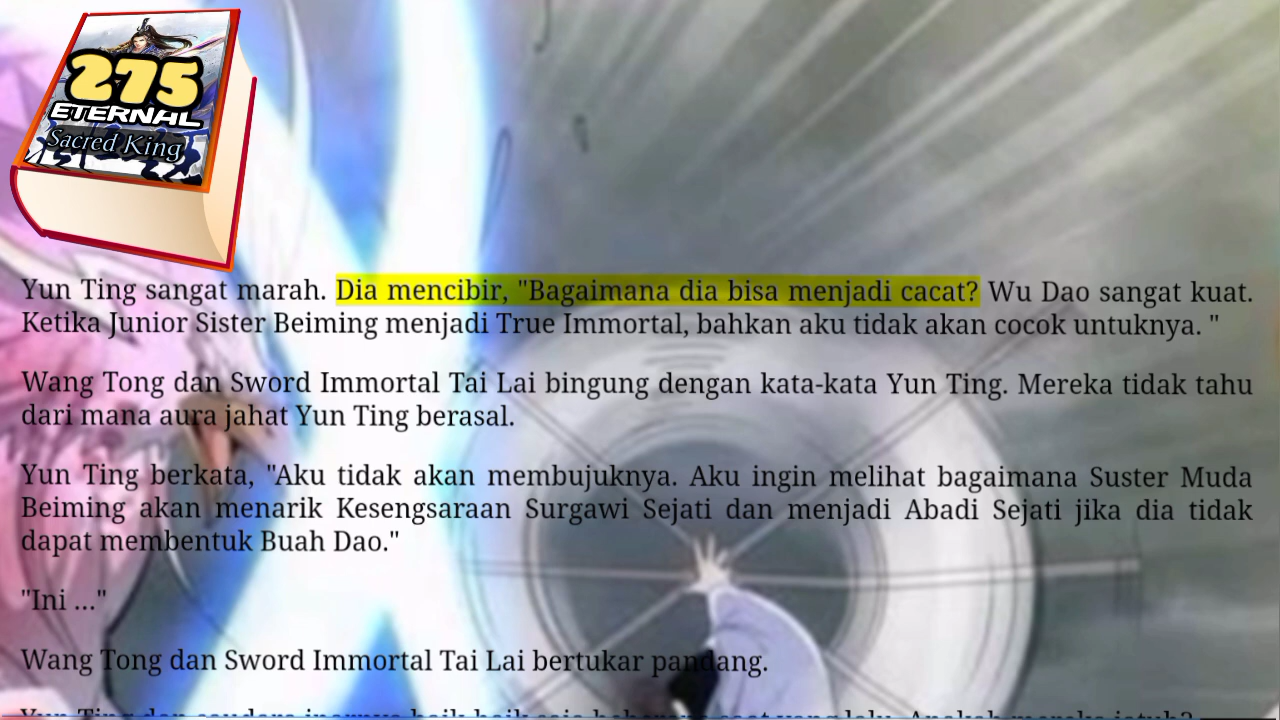 275
ETERNAL
Sacred King
Yun Ting sangat marah. Dia mencibir, "Bagaimana dia bisa menjadi cacat? Wu Dao sangat kuat.
Ketika Junior Sister Beiming menjadi True Immortal, bahkan aku tidak akan cocok untuknya. "
Wang Tong dan Sword Immortal Tai Lai bingung dengan kata-kata Yun Ting. Mereka tidak tahu
dari mana aura jahat Yun Ting berasal.
Yun Ting berkata, "Aku tidak akan membujuknya. Aku ingin melihat bagaimana Suster Muda
Beiming akan menarik Kesengsaraan Surgawi Sejati dan menjadi Abadi Sejati jika dia tidak
dapat membentuk Buah Dao."
"Ini ..."
Wang Tong dan Sword Immortal Tai Lai bertukar pandang.